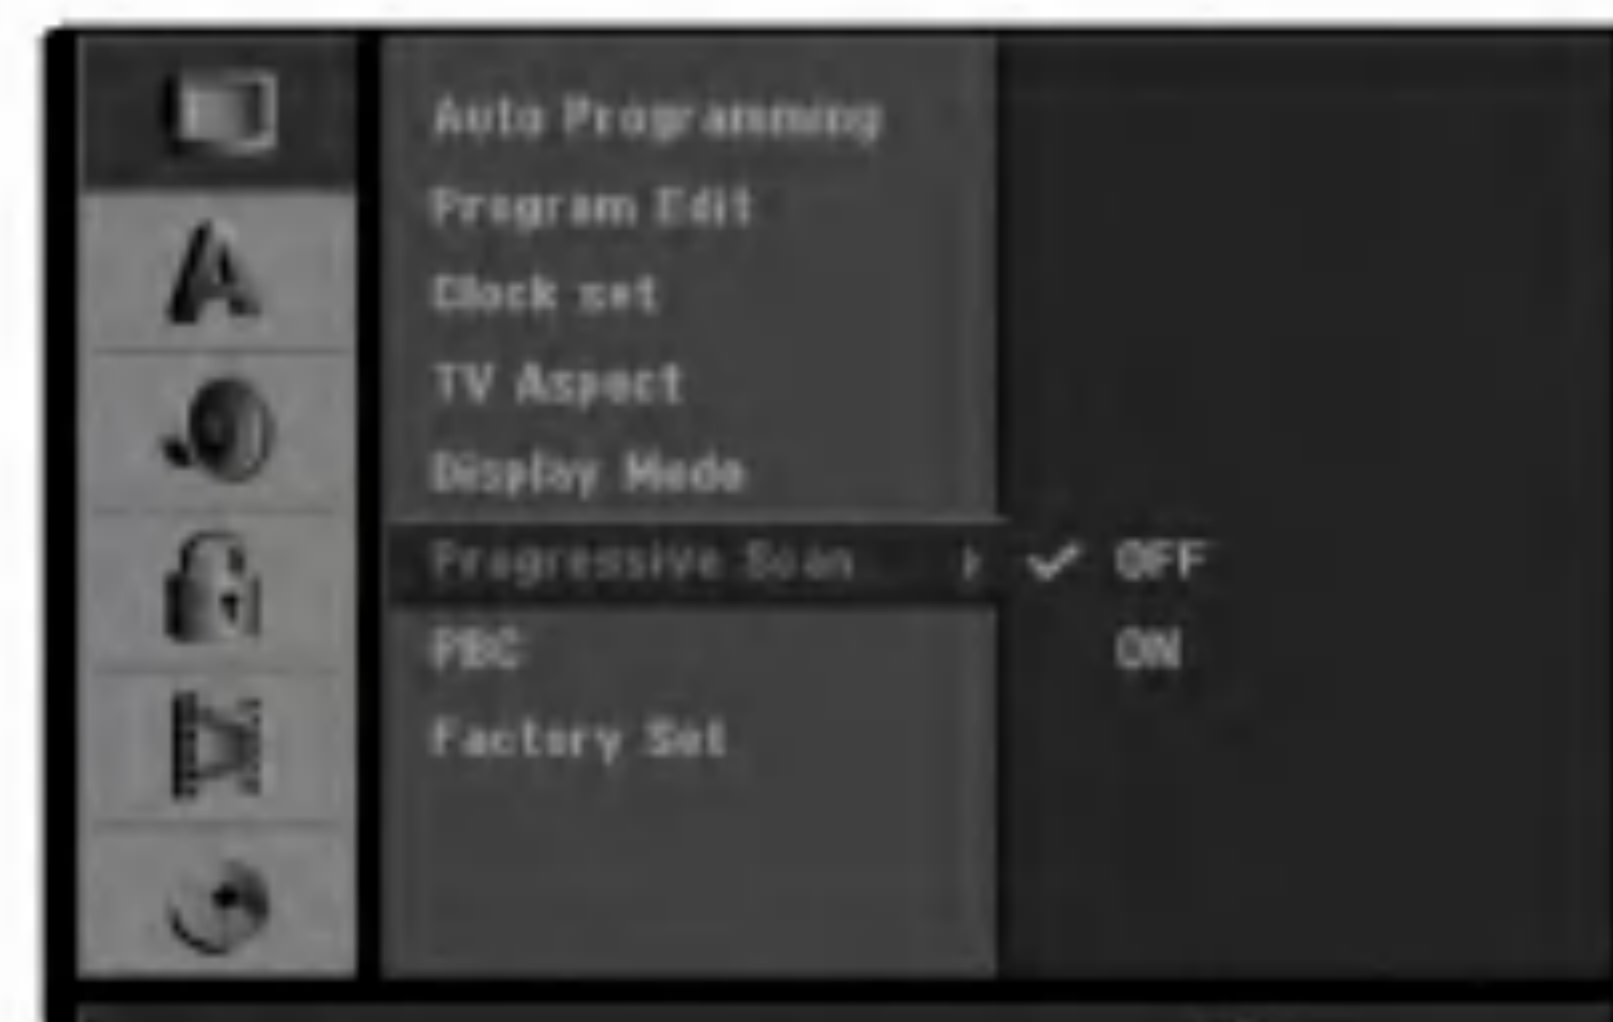 Auto Programming
Program Edit
Clock set
TV Aspect
Display Mode
Progressive Scan
OFF
PBC
ON
Factory Set